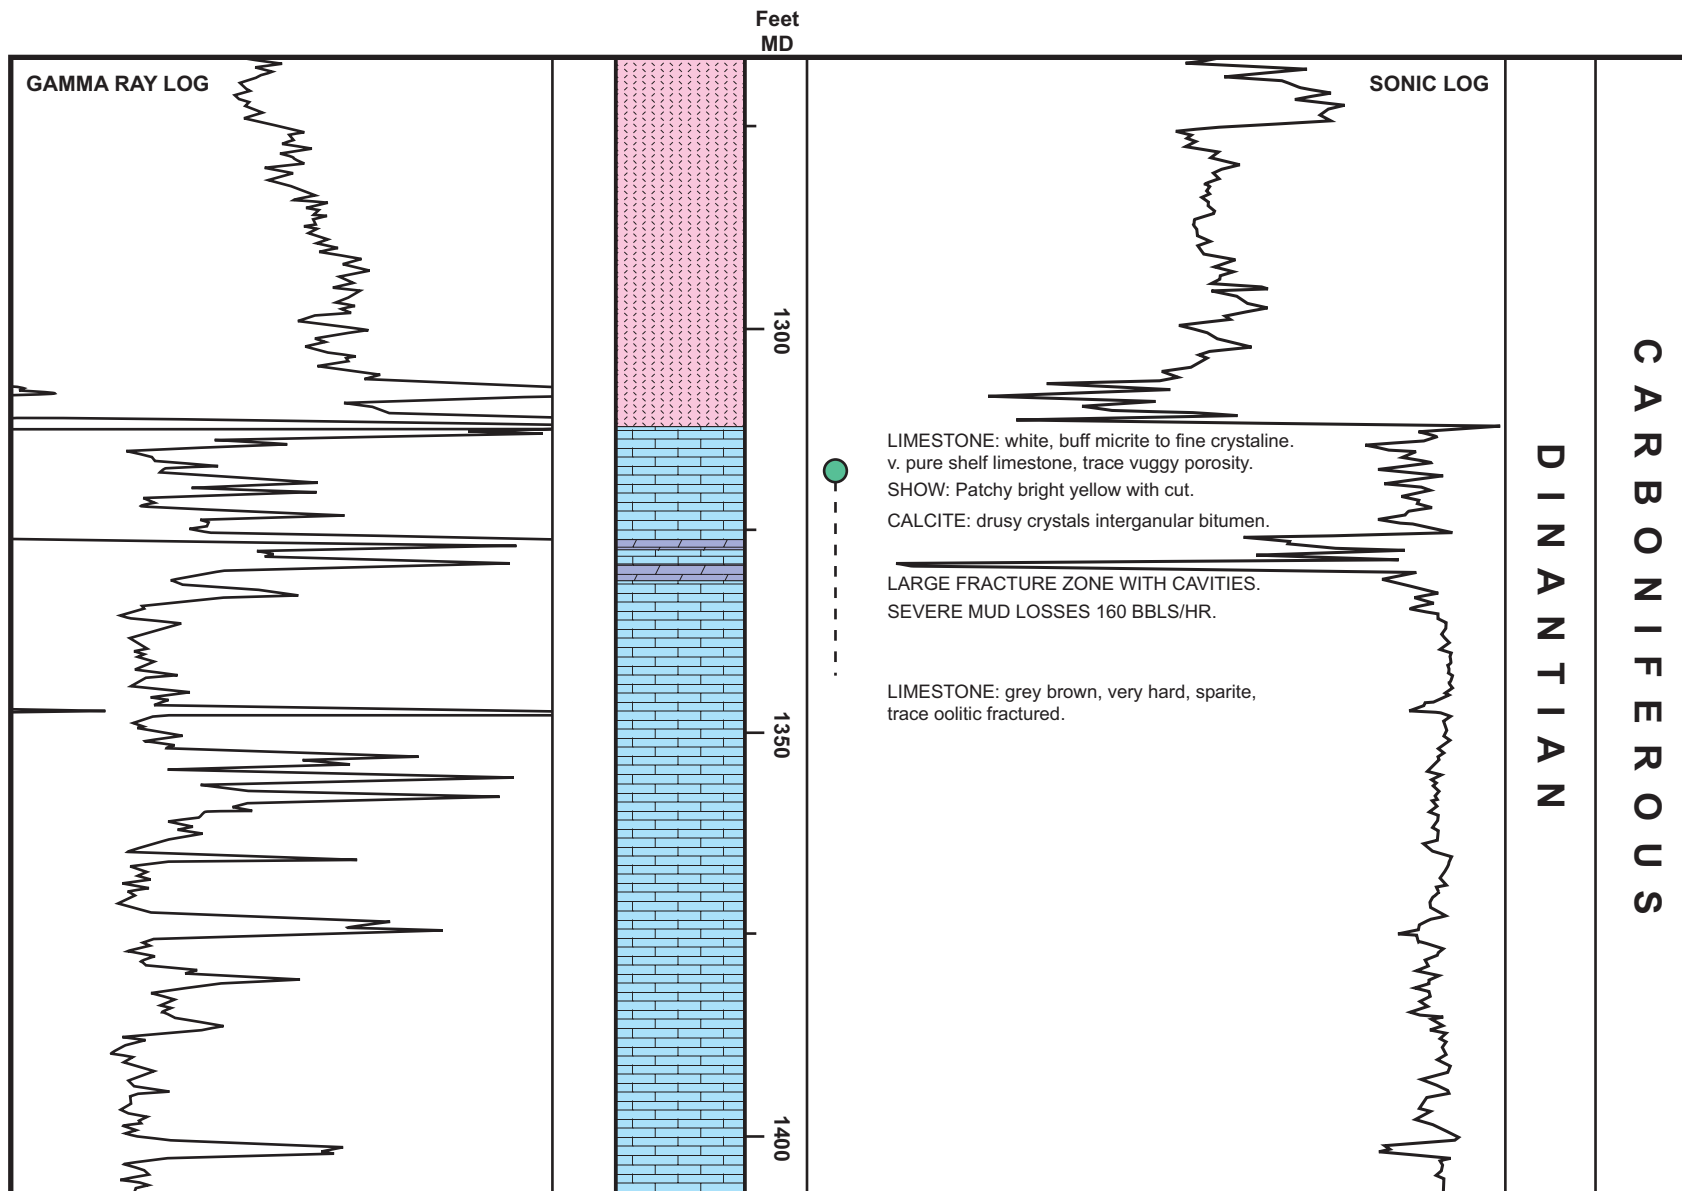 Feet
MD
GAMMA RAY LOG
SONIC LOG
1300
LIMESTONE: white, buff micrite to fine crystaline.
v. pure shelf limestone, trace vuggy porosity.
SHOW: Patchy bright yellow with cut.
CALCITE: drusy crystals interganular bitumen.
LARGE FRACTURE ZONE WITH CAVITIES.
SEVERE MUD LOSSES 160 BBLS/HR.
LIMESTONE: grey brown, very hard, sparite,
trace oolitic fractured.
1350
1400
DINANTIAN
CARBONIFEROUS